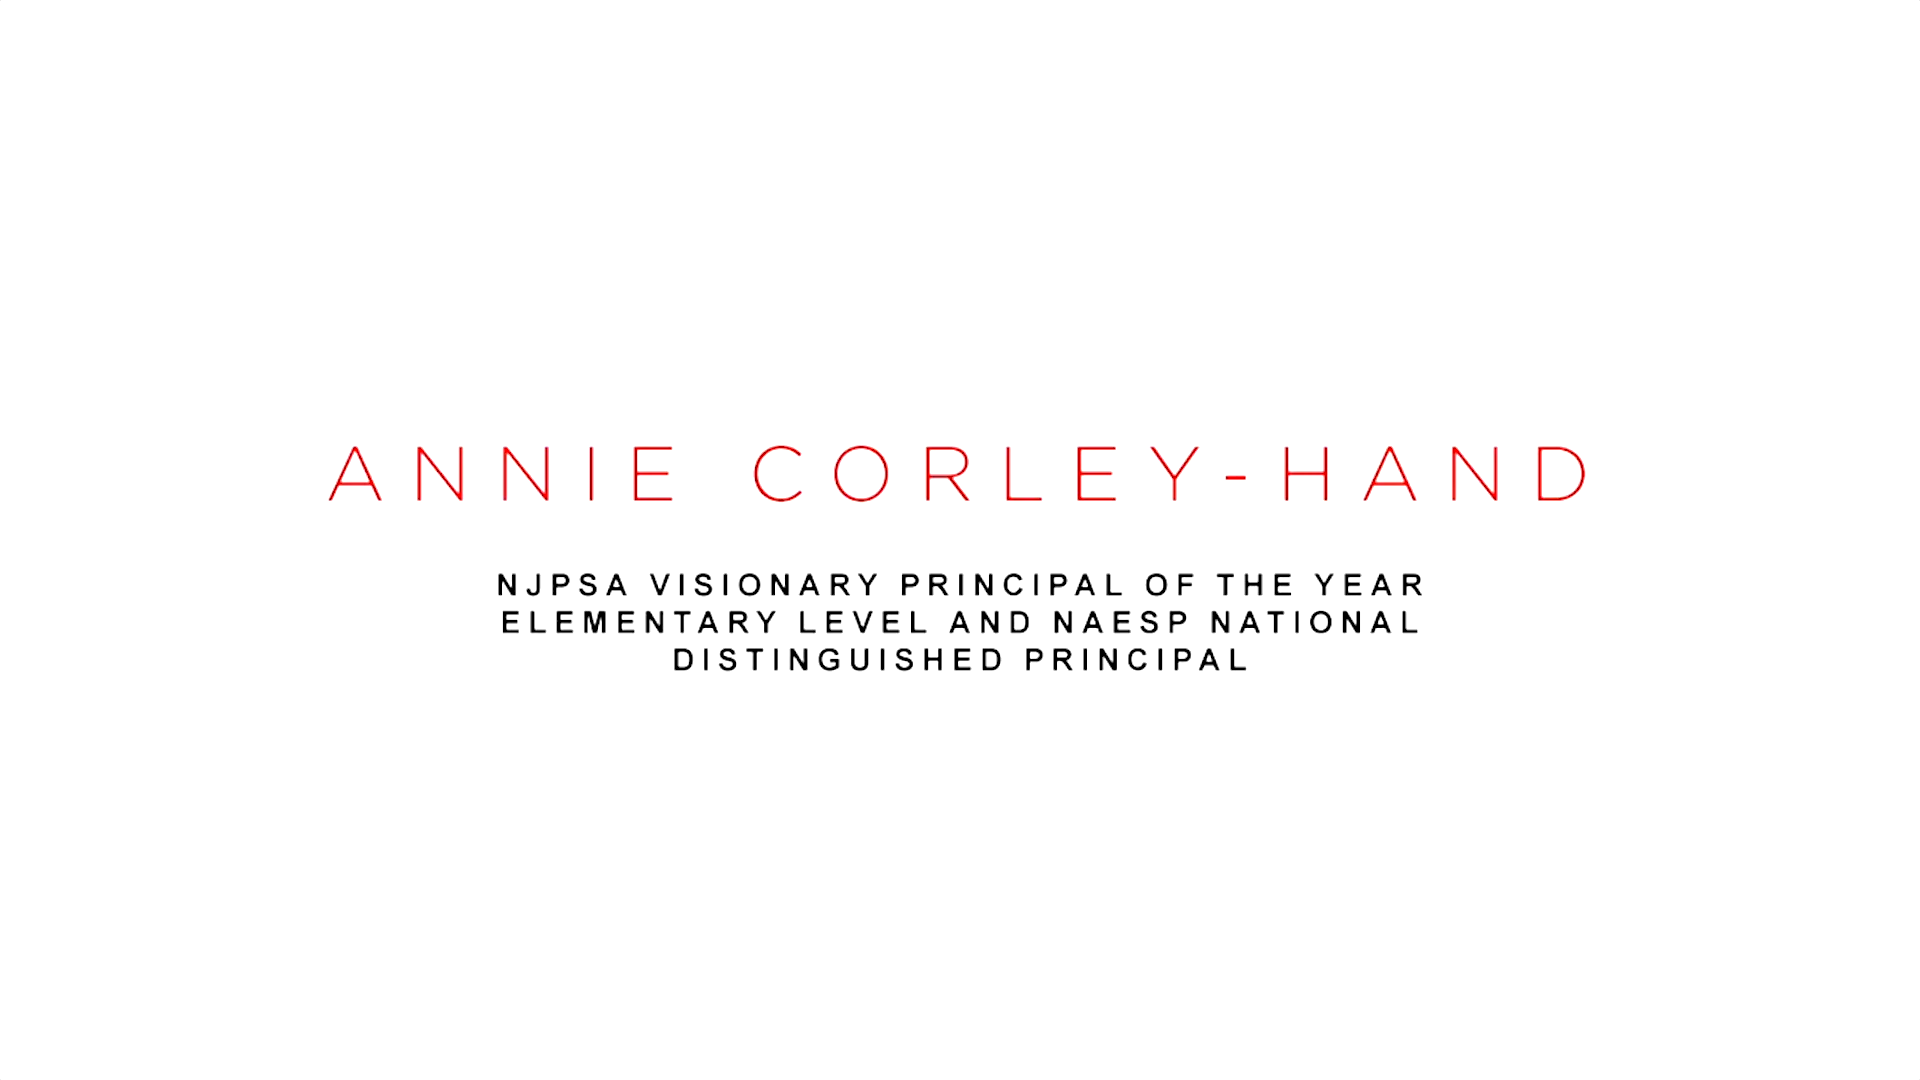 ANNIE CORLEY-HAND
NJPSA VISIONARY PRINCIPAL OF THE YEAR
ELEMENTARY LEVEL AND NAESP NATIONAL
DISTINGUISHED PRINCIPAL